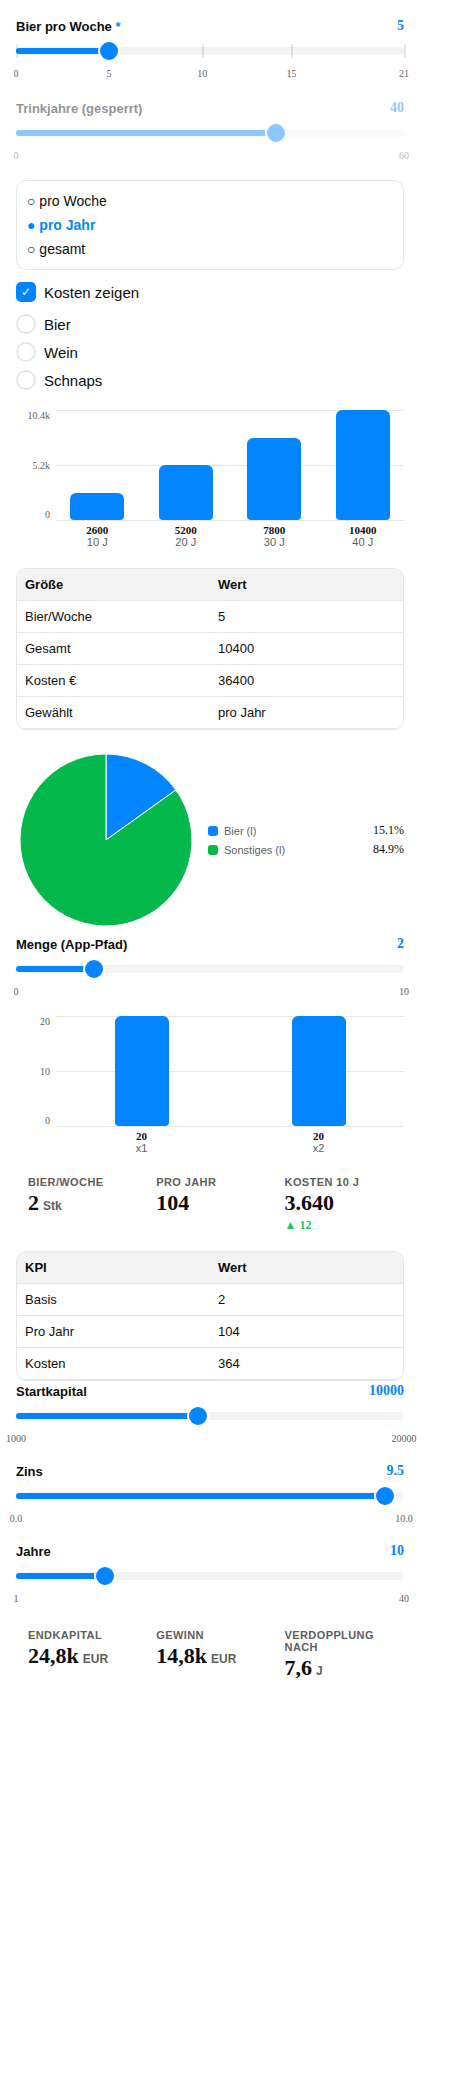 Bier pro Woche * 5
0 5 10 15 21
Trinkjahre (gesperrt) 40
0 60
○ pro Woche
● pro Jahr
○ gesamt
✓ Kosten zeigen
Bier
Wein
Schnaps
10.4k
5.2k
0
2600 5200 7800 10400
10 J 20 J 30 J 40 J
Größe Wert
Bier/Woche 5
Gesamt 10400
Kosten € 36400
Gewählt pro Jahr
Bier (l) 15.1%
Sonstiges (l) 84.9%
Menge (App-Pfad) 2
0 10
20
10
0
20 20
x1 x2
BIER/WOCHE PRO JAHR KOSTEN 10 J
2 Stk 104 3.640
▲ 12
KPI Wert
Basis 2
Pro Jahr 104
Kosten 364
Startkapital 10000
1000 20000
Zins 9.5
0.0 10.0
Jahre 10
1 40
ENDKAPITAL GEWINN VERDOPPLUNG
NACH
24,8k EUR 14,8k EUR 7,6 J